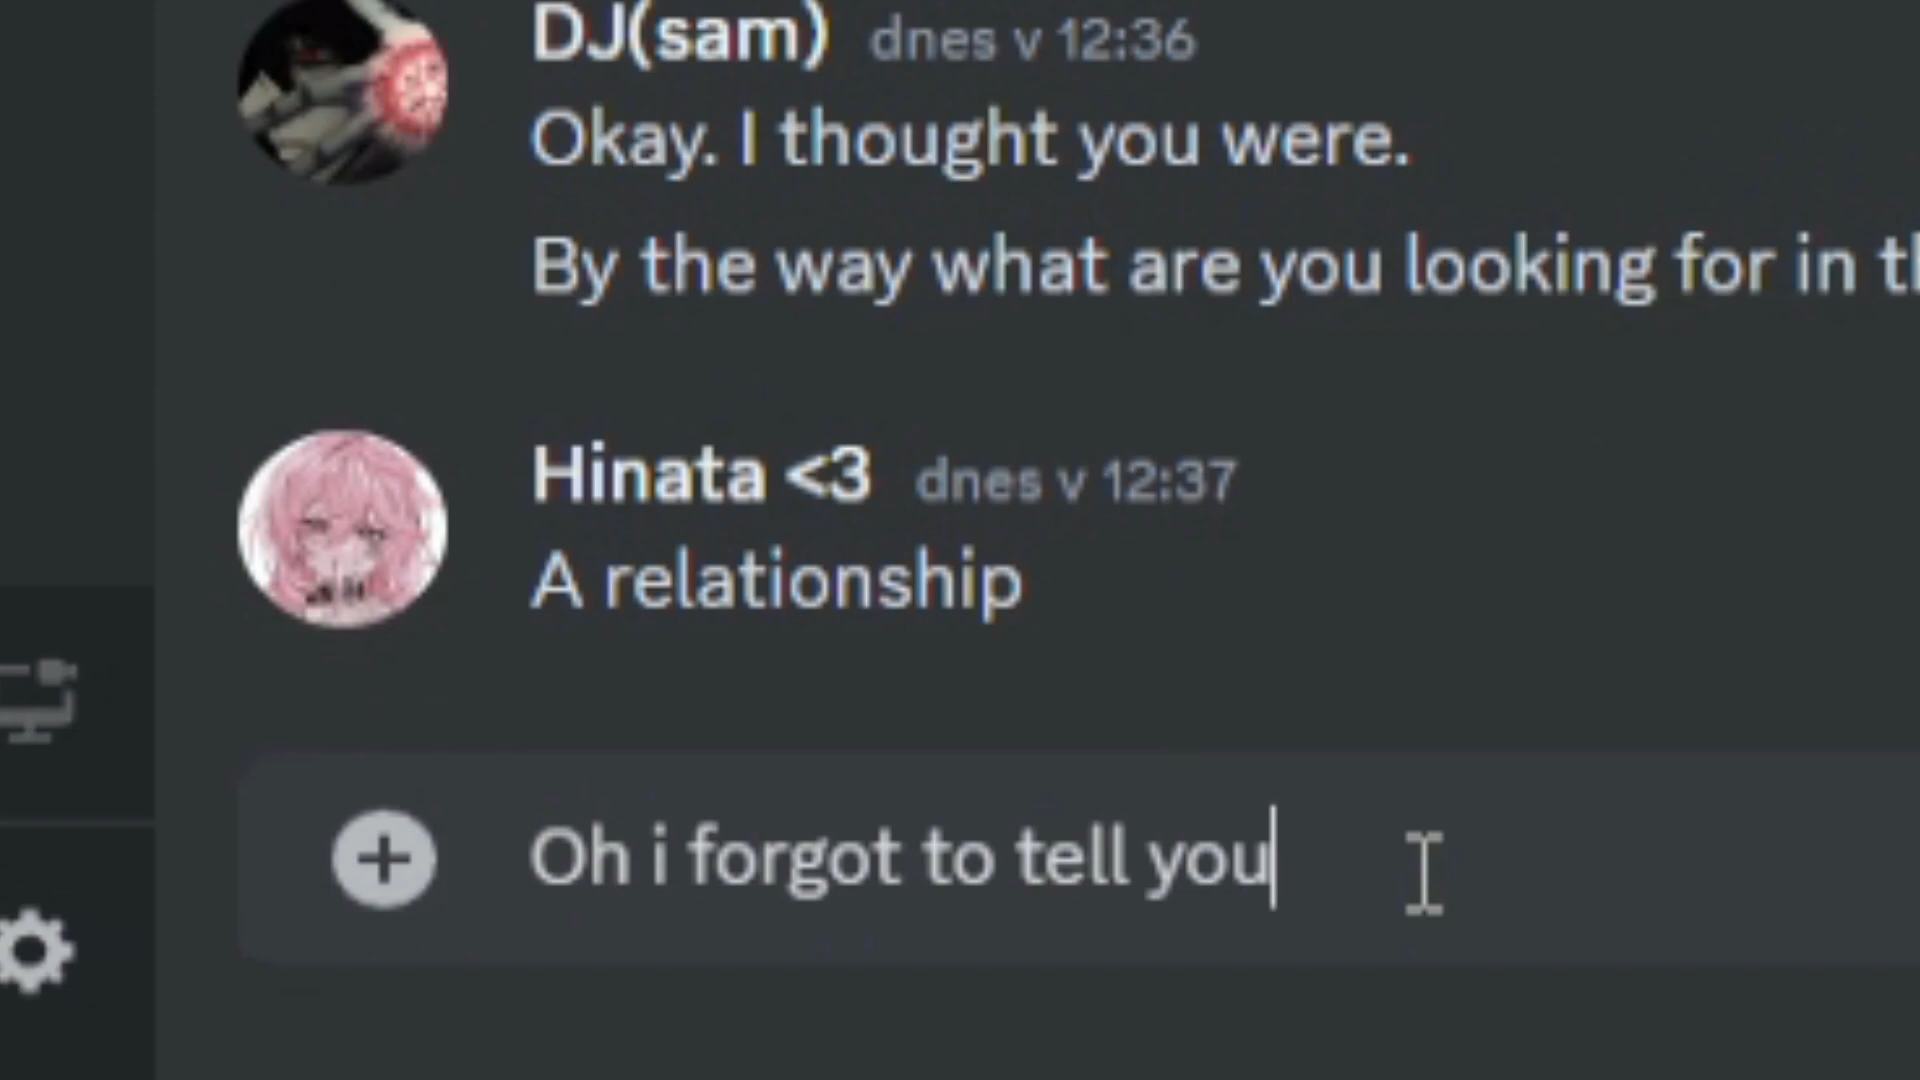 DJ(sam) dnes v 12:36
Okay. I thought you were.
By the way what are you looking for in
Hinata <3 dnes v 12:37
A relationship
Oh i forgot to tell you